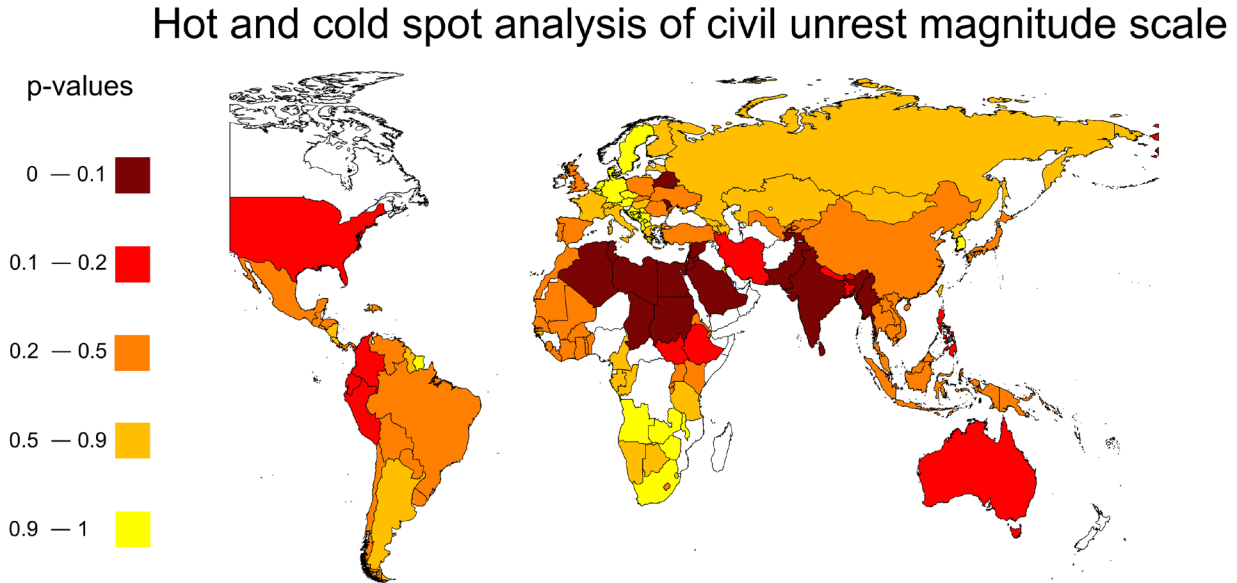 Hot and cold spot analysis of civil unrest magnitude scale
p-values
0 — 0.1
0.1 — 0.2
0.2 — 0.5
0.5 — 0.9
0.9 — 1